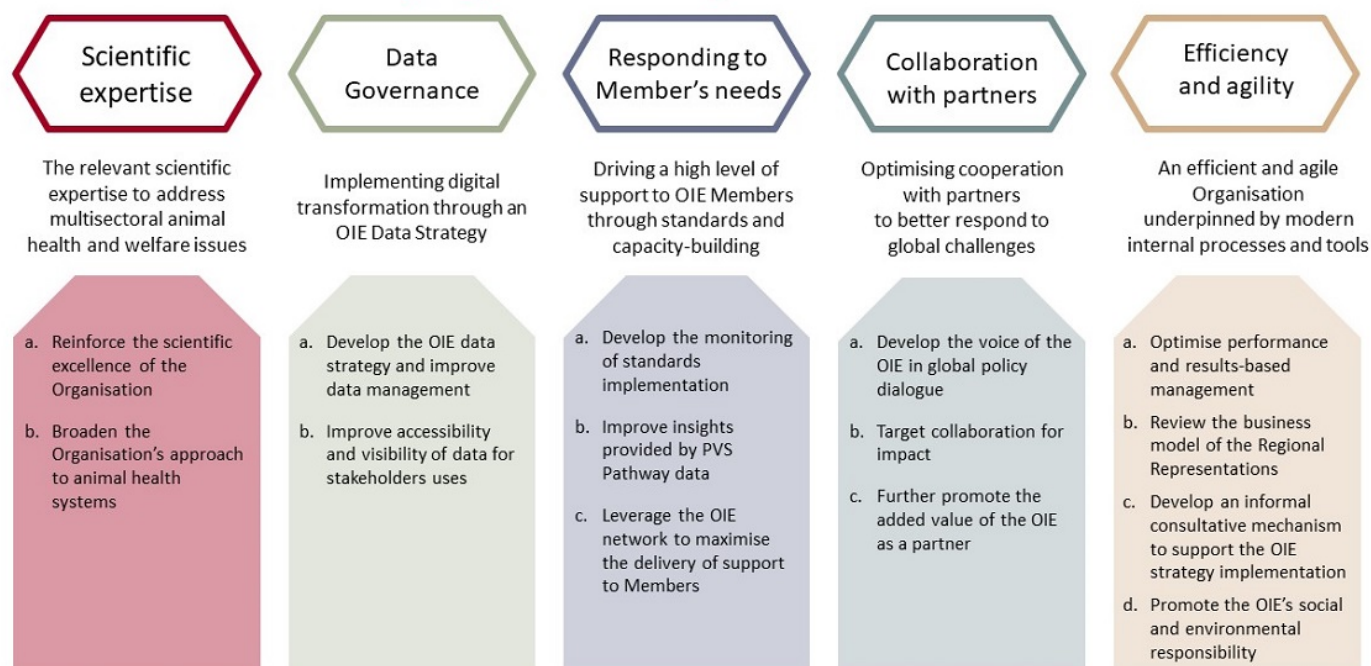 Scientific
expertise
Data
Governance
Responding to
Member's needs
Collaboration
with partners
Efficiency
and agility
The relevant scientific
expertise to address
multisectoral animal
health and welfare issues
Implementing digital
transformation through an
OIE Data Strategy
Driving a high level of
support to OIE Members
through standards and
capacity-building
Optimising cooperation
with partners
to better respond to
global challenges
An efficient and agile
Organisation
underpinned by modern
internal processes and tools
a. Reinforce the scientific
excellence of the
Organisation
b. Broaden the
Organisation's approach
to animal health
systems
a. Develop the OIE data
strategy and improve
data management
b. Improve accessibility
and visibility of data for
stakeholders uses
a. Develop the monitoring
of standards
implementation
b. Improve insights
provided by PVS
Pathway data
c. Leverage the OIE
network to maximise
the delivery of support
to Members
a. Develop the voice of the
OIE in global policy
dialogue
b. Target collaboration for
impact
c. Further promote the
added value of the OIE
as a partner
a. Optimise performance
and results-based
management
b. Review the business
model of the Regional
Representations
c. Develop an informal
consultative mechanism
to support the OIE
strategy implementation
d. Promote the OIE's social
and environmental
responsibility